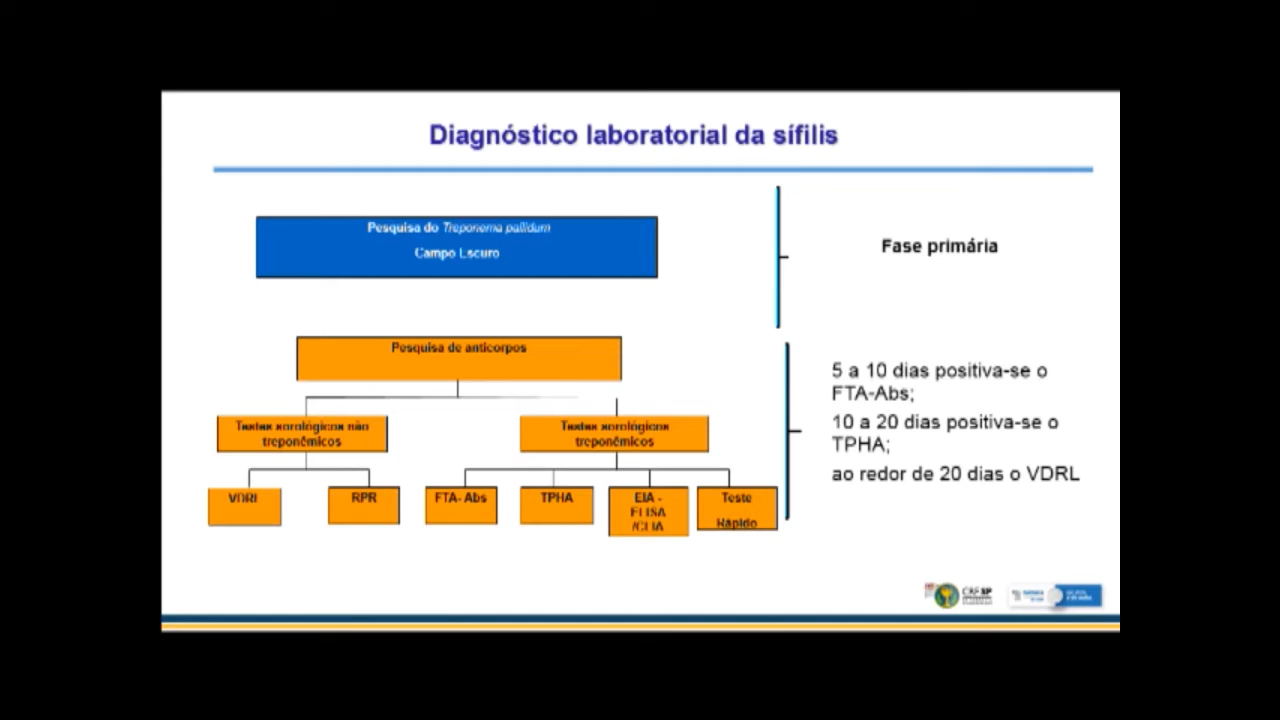 Diagnóstico laboratorial da sífilis
Pesquisa do Treponema pallidum
Campo Escuro
Fase primária
Pesquisa de anticorpos
Testes sorológicos não
treponêmicos
Testes sorológicos
treponêmicos
VDRL
RPR
FTA- Abs
TPHA
EIA -
ELISA
/CLIA
Teste
Rápido
5 a 10 dias positiva-se o
FTA-Abs;
10 a 20 dias positiva-se o
TPHA;
ao redor de 20 dias o VDRL